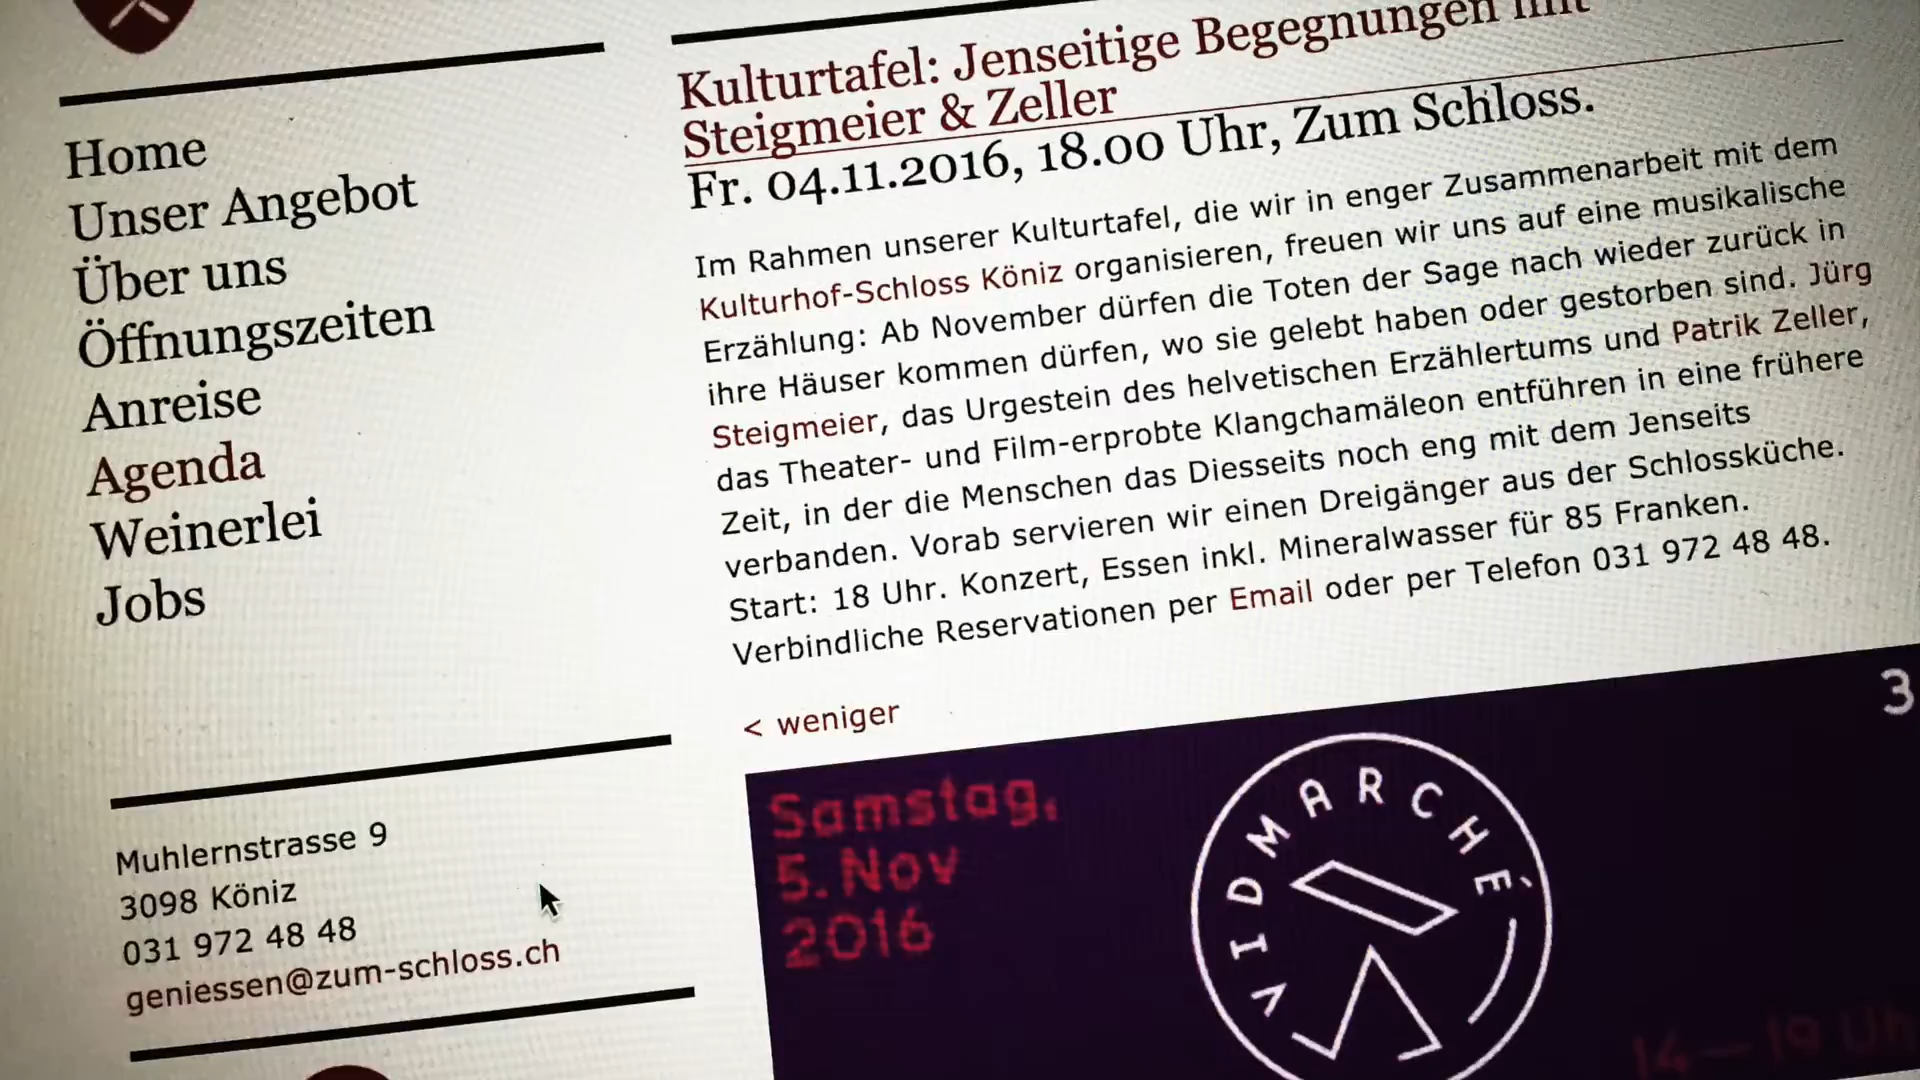 Home
Unser Angebot
Über uns
Öffnungszeiten
Anreise
Agenda
Weinerlei
Jobs
Muhlernstrasse 9
3098 Köniz
031 972 48 48
geniessen@zum-schloss.ch
Kulturtafel: Jenseitige Begegnungen mit
Steigmeier & Zeller
Fr. 04.11.2016, 18.00 Uhr, Zum Schloss.
Im Rahmen unserer Kulturtafel, die wir in enger Zusammenarbeit mit dem
Kulturhof-Schloss Köniz organisieren, freuen wir uns auf eine musikalische
Erzählung: Ab November dürfen die Toten der Sage nach wieder zurück in
ihre Häuser kommen dürfen, wo sie gelebt haben oder gestorben sind. Jürg
Steigmeier, das Urgestein des helvetischen Erzählertums und Patrik Zeller,
das Theater- und Film-erprobte Klangchamäleon entführen in eine frühere
Zeit, in der die Menschen das Diesseits noch eng mit dem Jenseits
verbanden. Vorab servieren wir einen Dreigänger aus der Schlossküche.
Start: 18 Uhr. Konzert, Essen inkl. Mineralwasser für 85 Franken.
Verbindliche Reservationen per Email oder per Telefon 031 972 48 48.
< weniger
Samstag,
5. Nov
2016
VIDMARCHÉ
3
14 — 19 Uh